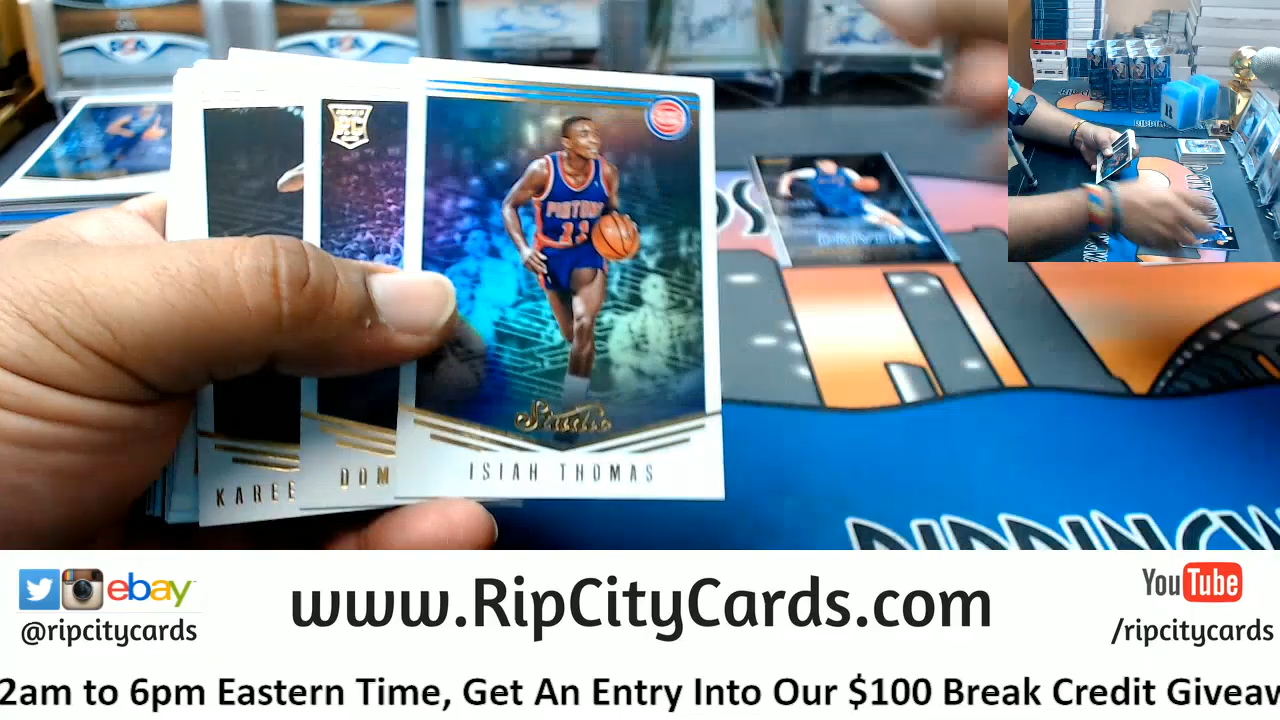 RC
PISTONS
11
Studio
ISIAH THOMAS
KAREE
DOM
www.RipCityCards.com
ebay
@ripcitycards
YouTube
/ripcitycards
2am to 6pm Eastern Time, Get An Entry Into Our $100 Break Credit Giveaw